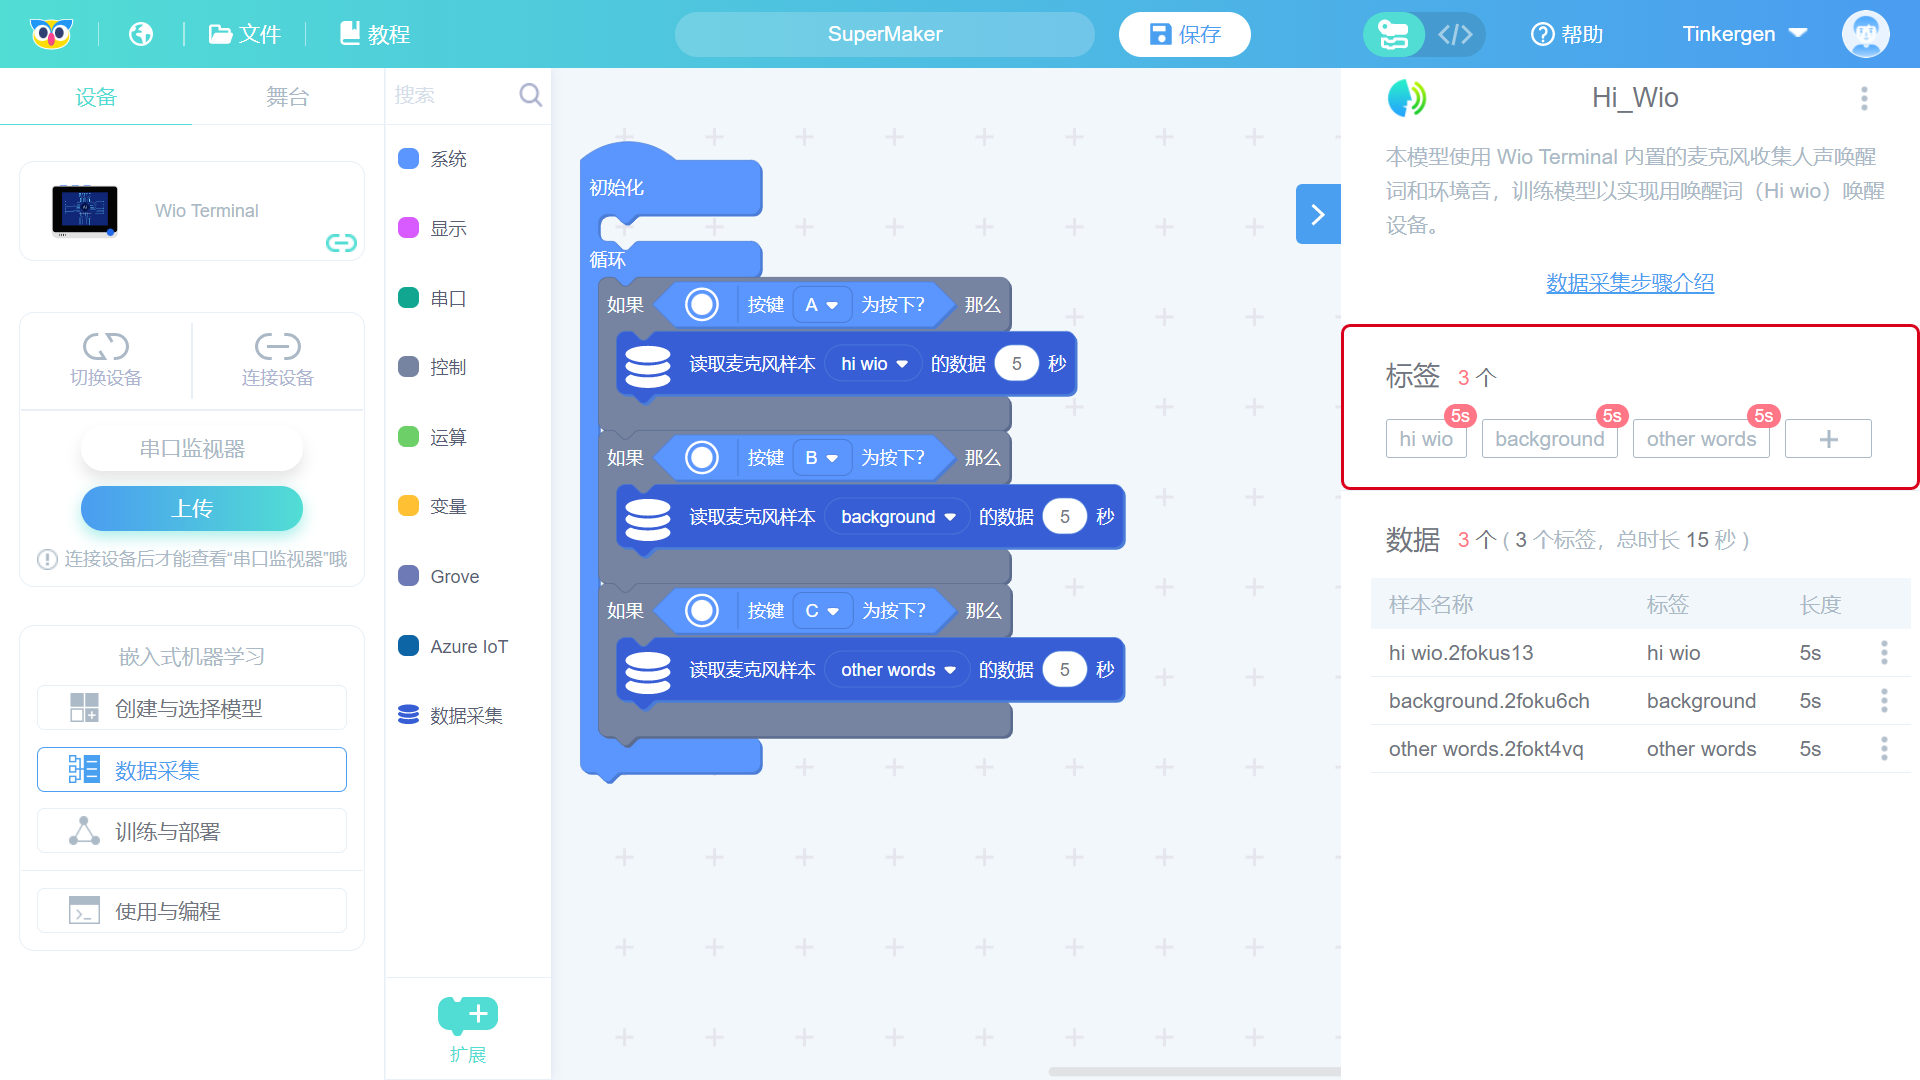 文件
教程
SuperMaker
保存
帮助
Tinkergen
设备
舞台
Wio Terminal
切换设备
连接设备
串口监视器
上传
连接设备后才能查看“串口监视器”哦
嵌入式机器学习
创建与选择模型
数据采集
训练与部署
使用与编程
搜索
系统
显示
串口
控制
运算
变量
Grove
Azure IoT
数据采集
扩展
初始化
循环
如果 按键 A 为按下？ 那么
读取麦克风样本 hi wio 的数据 5 秒
如果 按键 B 为按下？ 那么
读取麦克风样本 background 的数据 5 秒
如果 按键 C 为按下？ 那么
读取麦克风样本 other words 的数据 5 秒
Hi_Wio
本模型使用 Wio Terminal 内置的麦克风收集人声唤醒
词和环境音，训练模型以实现用唤醒词（Hi wio）唤醒
设备。
数据采集步骤介绍
标签 3 个
5s 5s 5s
hi wio background other words +
数据 3 个 ( 3 个标签，总时长 15 秒 )
样本名称 标签 长度
hi wio.2fokus13 hi wio 5s
background.2foku6ch background 5s
other words.2fokt4vq other words 5s